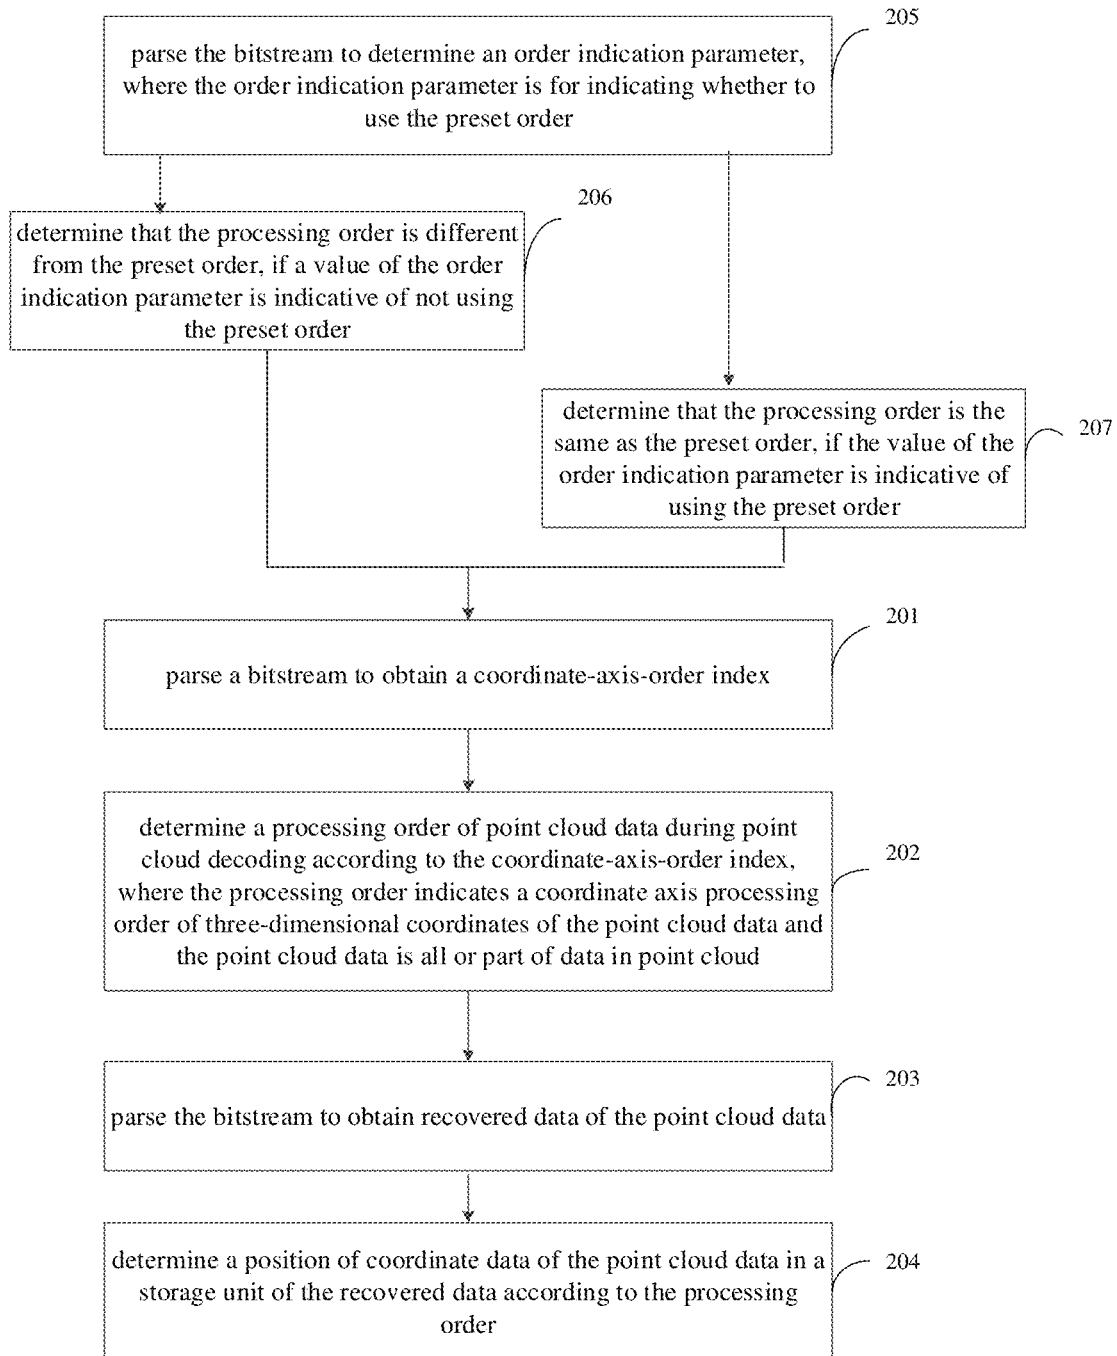 205
parse the bitstream to determine an order indication parameter,
where the order indication parameter is for indicating whether to
use the preset order
206
determine that the processing order is different
from the preset order, if a value of the order
indication parameter is indicative of not using
the preset order
207
determine that the processing order is the
same as the preset order, if the value of the
order indication parameter is indicative of
using the preset order
201
parse a bitstream to obtain a coordinate-axis-order index
202
determine a processing order of point cloud data during point
cloud decoding according to the coordinate-axis-order index,
where the processing order indicates a coordinate axis processing
order of three-dimensional coordinates of the point cloud data and
the point cloud data is all or part of data in point cloud
203
parse the bitstream to obtain recovered data of the point cloud data
204
determine a position of coordinate data of the point cloud data in a
storage unit of the recovered data according to the processing
order